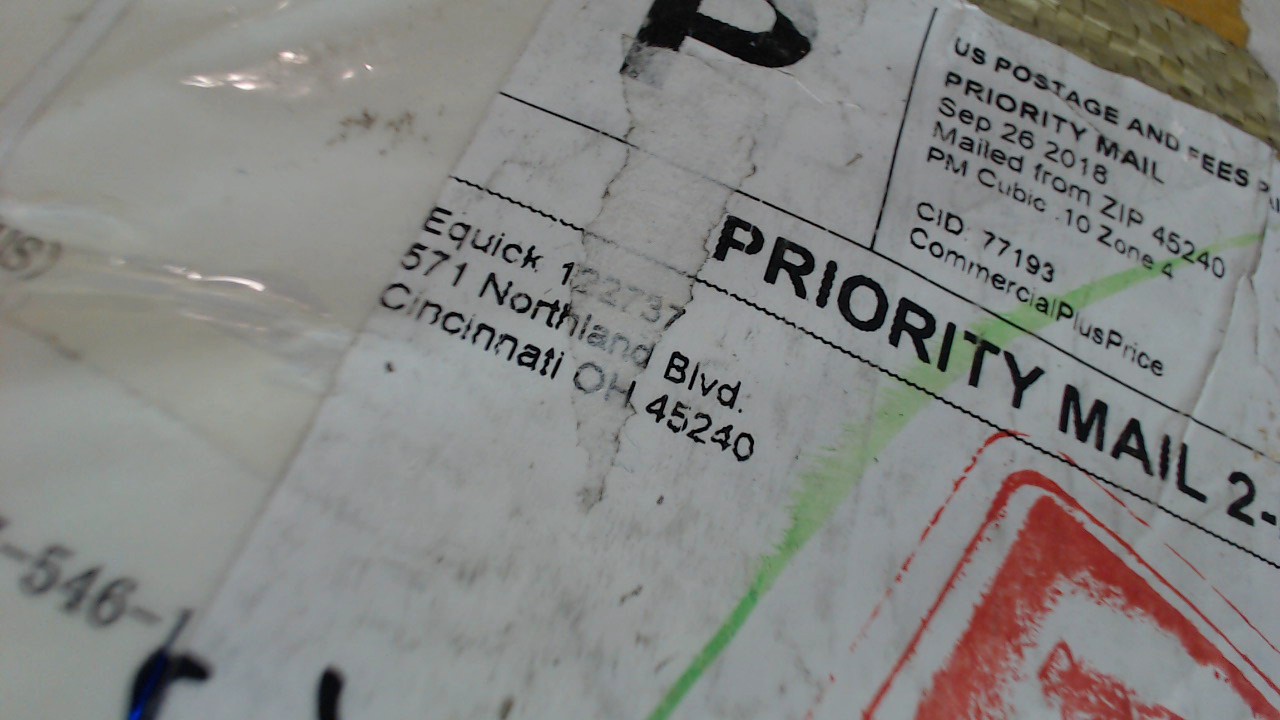 P
US POSTAGE AND FEES
PRIORITY MAIL
Sep 26 2018
Mailed from ZIP 45240
PM Cubic .10 Zone 4
CID: 77193
CommercialPlusPrice
PRIORITY MAIL 2-
Equick 122737
571 Northland Blvd.
Cincinnati OH 45240
-546-